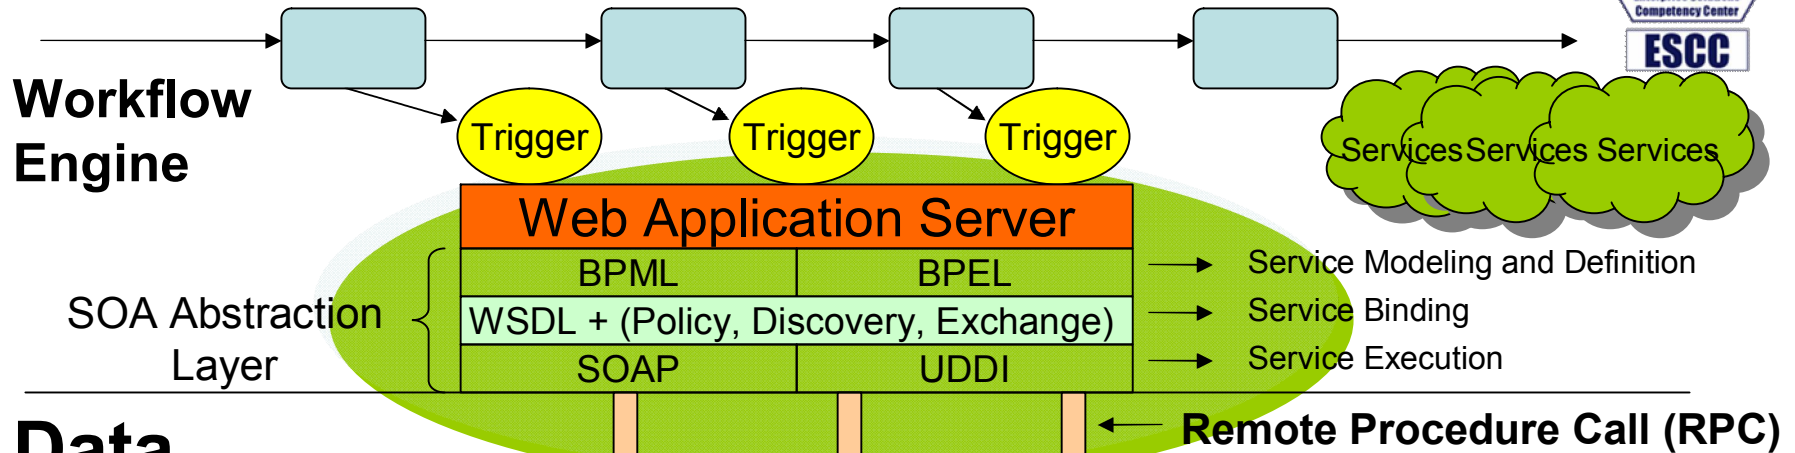 Competency Center
ESCC
Workflow
Engine
Trigger
Trigger
Trigger
Services Services Services
Web Application Server
BPML
BPEL
Service Modeling and Definition
SOA Abstraction
Layer
WSDL + (Policy, Discovery, Exchange)
Service Binding
SOAP
UDDI
Service Execution
Data
Remote Procedure Call (RPC)